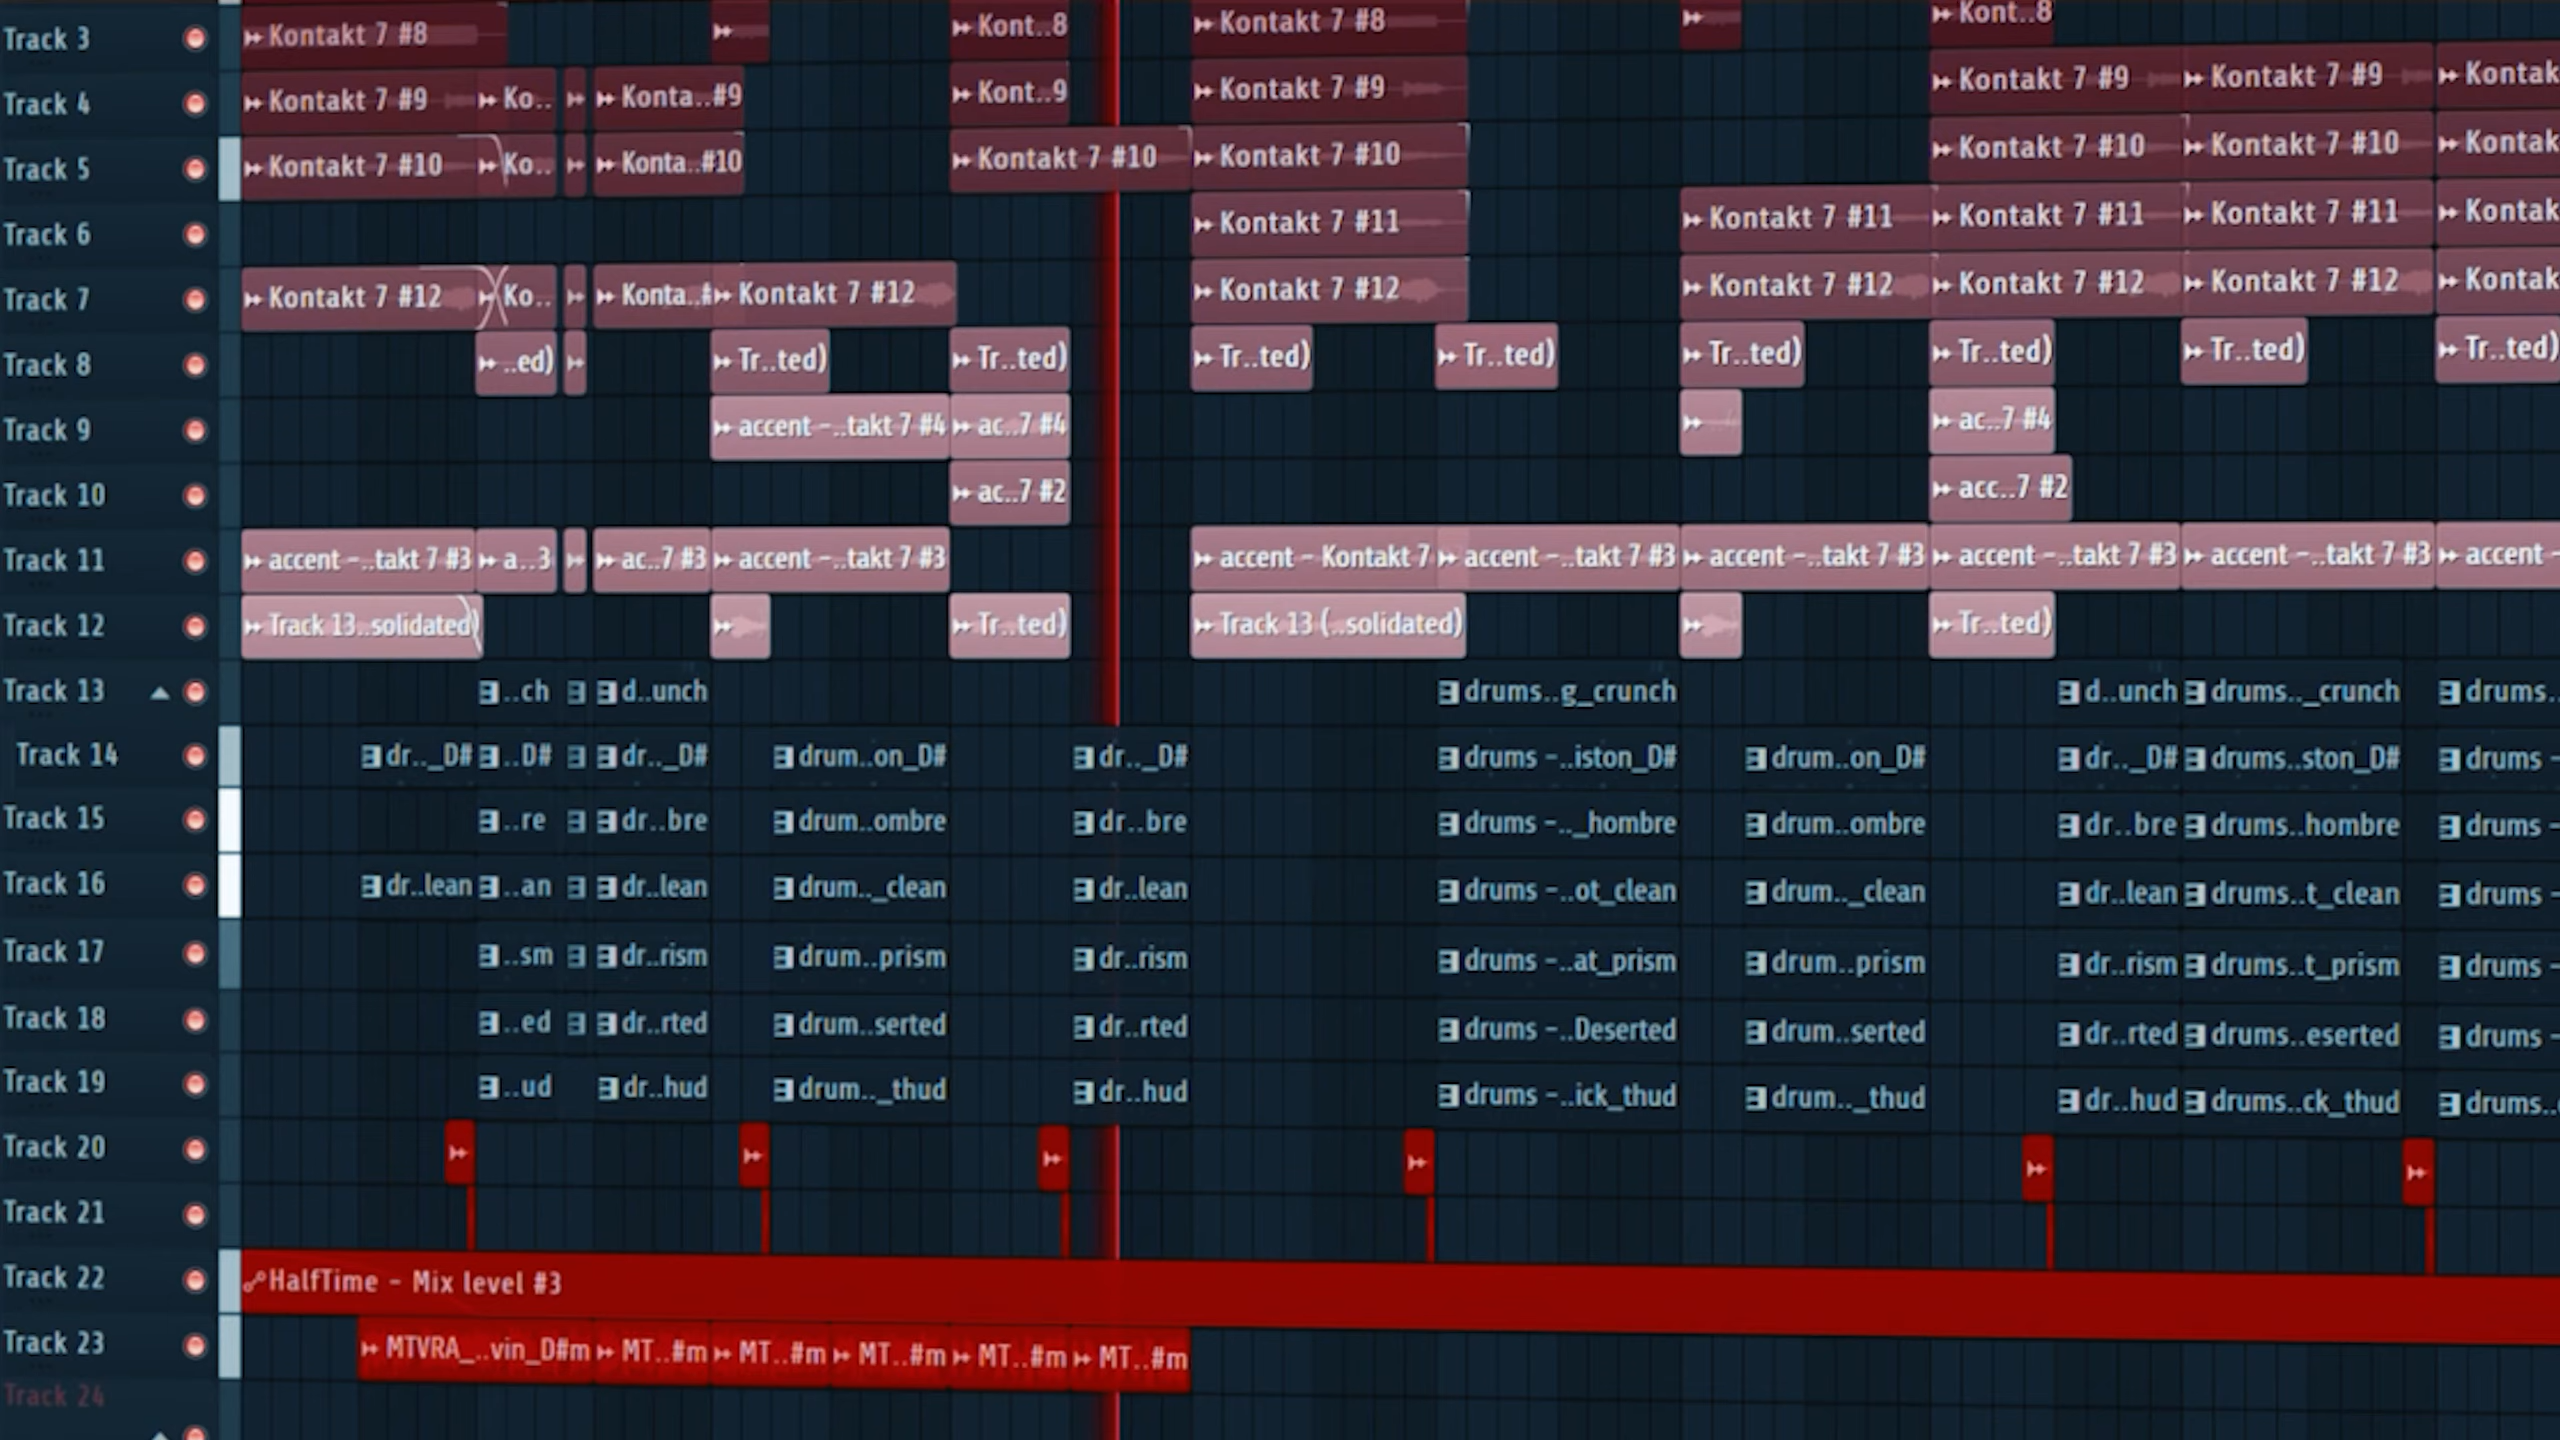 Track 3 Kontakt 7 #8 Kont..8 Kontakt 7 #8 Kont..8
Track 4 Kontakt 7 #9 Ko.. Konta..#9 Kont..9 Kontakt 7 #9 Kontakt 7 #9 Kontakt 7 #9 Kontak
Track 5 Kontakt 7 #10 Ko.. Konta..#10 Kontakt 7 #10 Kontakt 7 #10 Kontakt 7 #10 Kontakt 7 #10 Kontak
Track 6 Kontakt 7 #11 Kontakt 7 #11 Kontakt 7 #11 Kontakt 7 #11 Kontak
Track 7 Kontakt 7 #12 Ko.. Konta..# Kontakt 7 #12 Kontakt 7 #12 Kontakt 7 #12 Kontakt 7 #12 Kontakt 7 #12 Kontak
Track 8 ..ed) Tr..ted) Tr..ted) Tr..ted) Tr..ted) Tr..ted) Tr..ted) Tr..ted) Tr..ted)
Track 9 accent -..takt 7 #4 ac..7 #4 ac..7 #4
Track 10 ac..7 #2 acc..7 #2
Track 11 accent -..takt 7 #3 a..3 ac..7 #3 accent -..takt 7 #3 accent - Kontakt 7 accent -..takt 7 #3 accent -..takt 7 #3 accent -..takt 7 #3 accent -..takt 7 #3 accent -
Track 12 Track 13..solidated) Tr..ted) Track 13 (..solidated) Tr..ted)
Track 13 ..ch d..unch drums..g_crunch d..unch drums.._crunch drums..
Track 14 dr.._D# ..D# dr.._D# drum..on_D# dr.._D# drums -..iston_D# drum..on_D# dr.._D# drums..ston_D# drums -
Track 15 ..re dr..bre drum..ombre dr..bre drums -.._hombre drum..ombre dr..bre drums..hombre drums -
Track 16 dr..lean ..an dr..lean drum.._clean dr..lean drums -..ot_clean drum.._clean dr..lean drums..t_clean drums -
Track 17 ..sm dr..rism drum..prism dr..rism drums -..at_prism drum..prism dr..rism drums..t_prism drums -
Track 18 ..ed dr..rted drum..serted dr..rted drums -..Deserted drum..serted dr..rted drums..eserted drums -
Track 19 ..ud dr..hud drum.._thud dr..hud drums -..ick_thud drum.._thud dr..hud drums..ck_thud drums..
Track 20
Track 21
Track 22 HalfTime - Mix level #3
Track 23 MTVRA_..vin_D#m MT..#m MT..#m MT..#m MT..#m MT..#m
Track 24